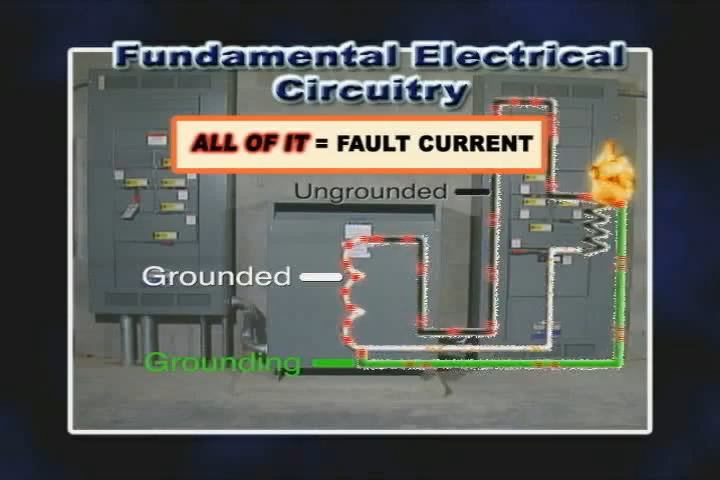 Fundamental Electrical
Circuitry
ALL OF IT = FAULT CURRENT
Ungrounded
Grounded
Grounding